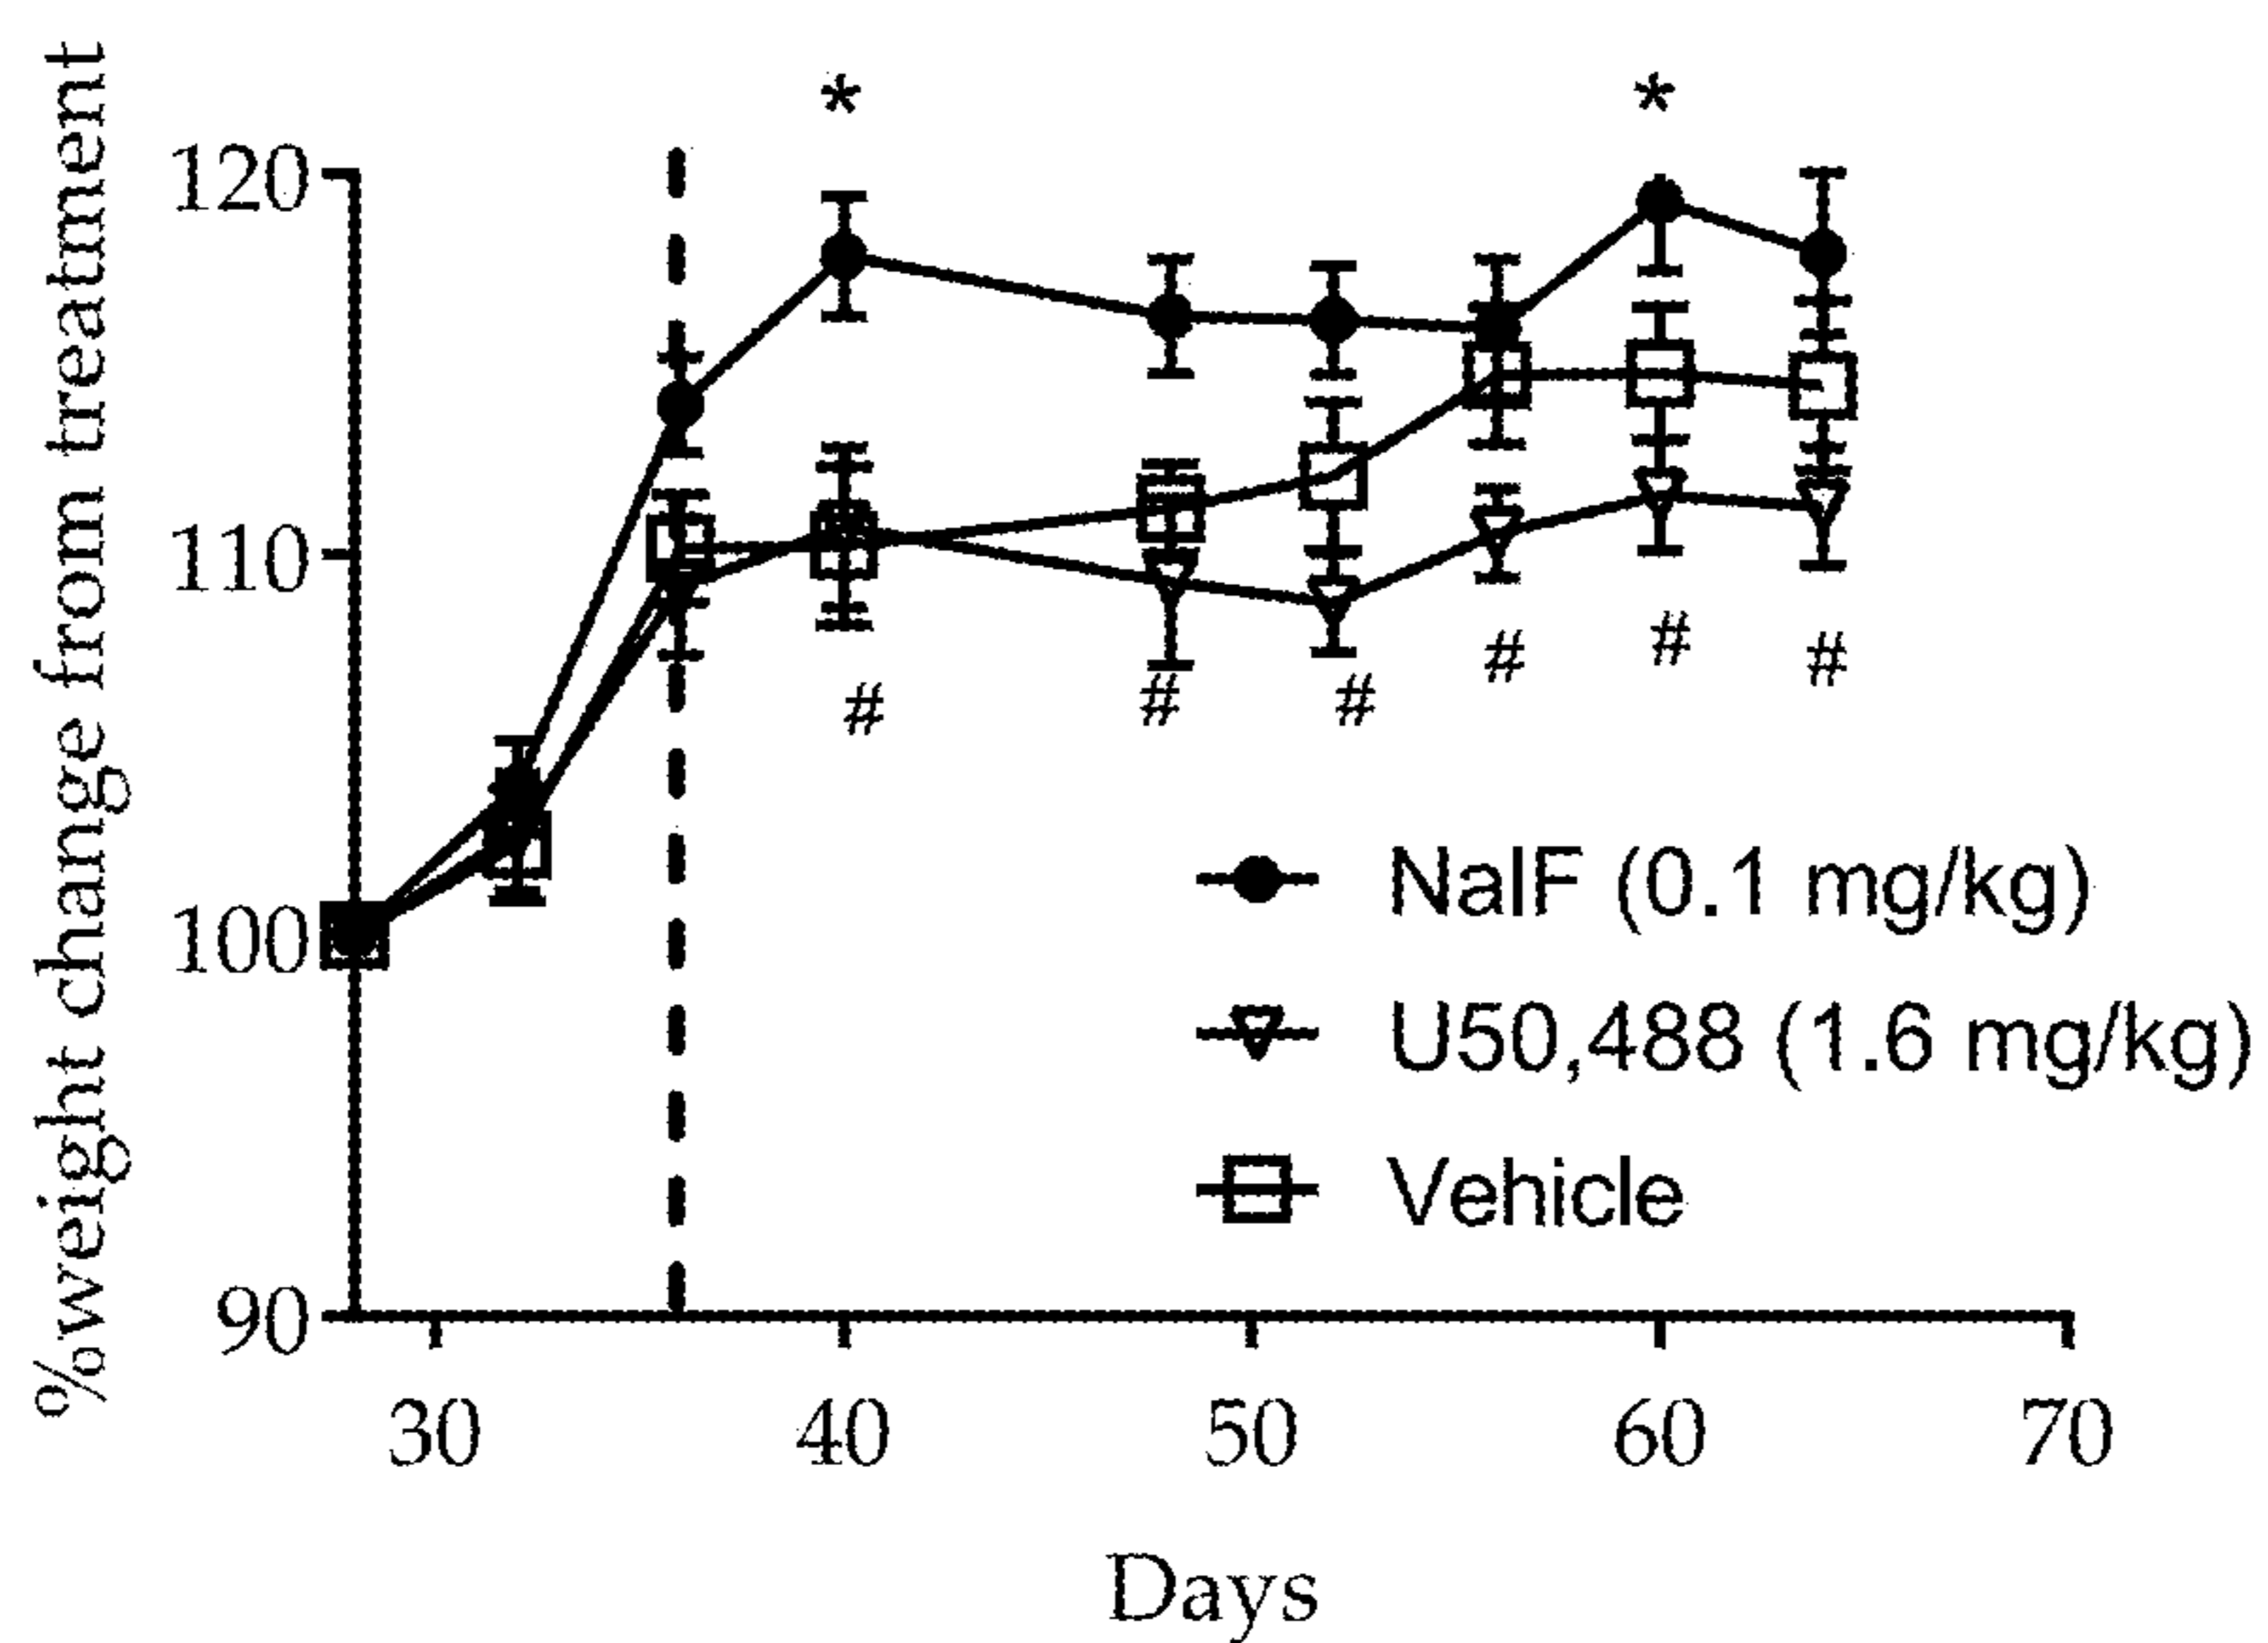 %weight change from treatment
* *
120
110
100
90
# # # # # #
NalF (0.1 mg/kg)
U50,488 (1.6 mg/kg)
Vehicle
30 40 50 60 70
Days